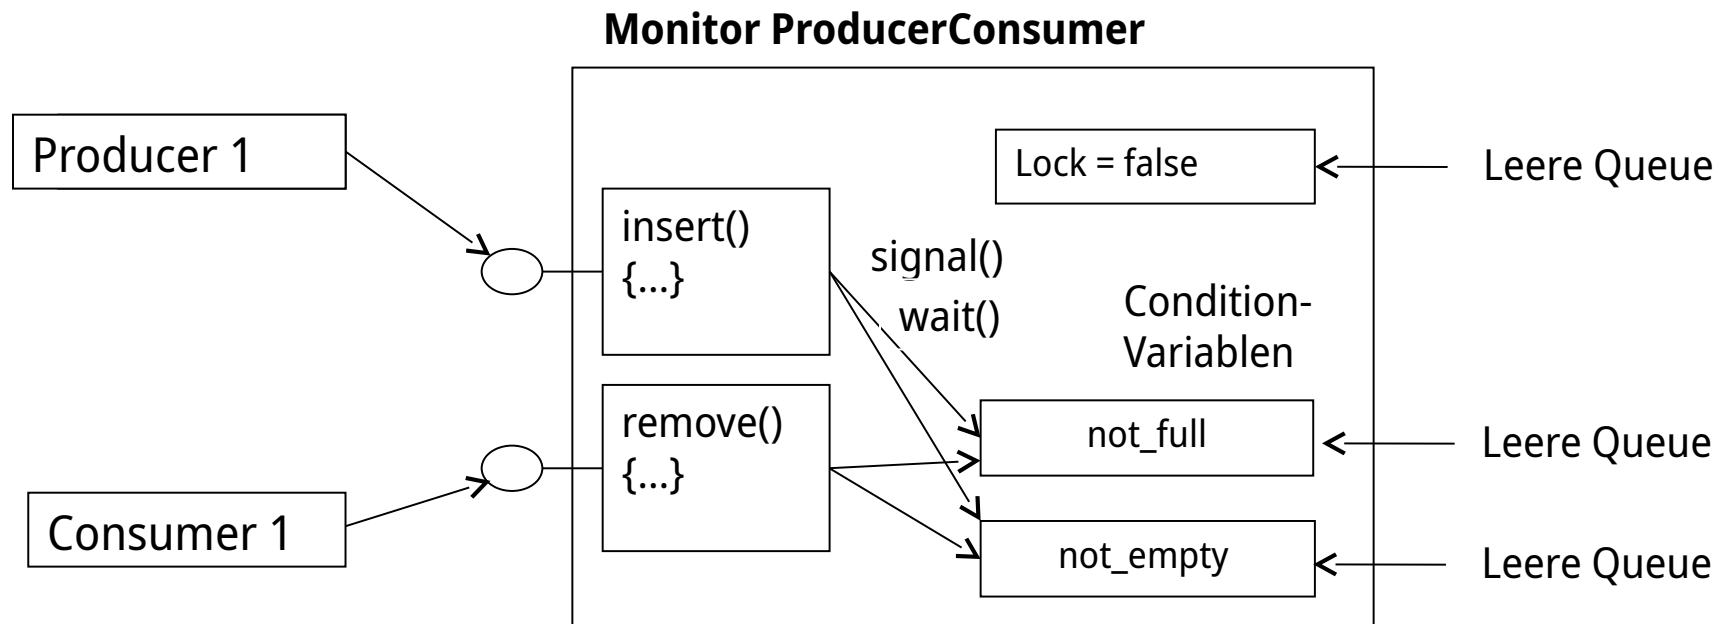 Monitor ProducerConsumer
Producer 1
Lock = false
Leere Queue
insert()
{...}
signal()
wait()
Condition-
Variablen
remove()
{...}
not_full
Leere Queue
Consumer 1
not_empty
Leere Queue